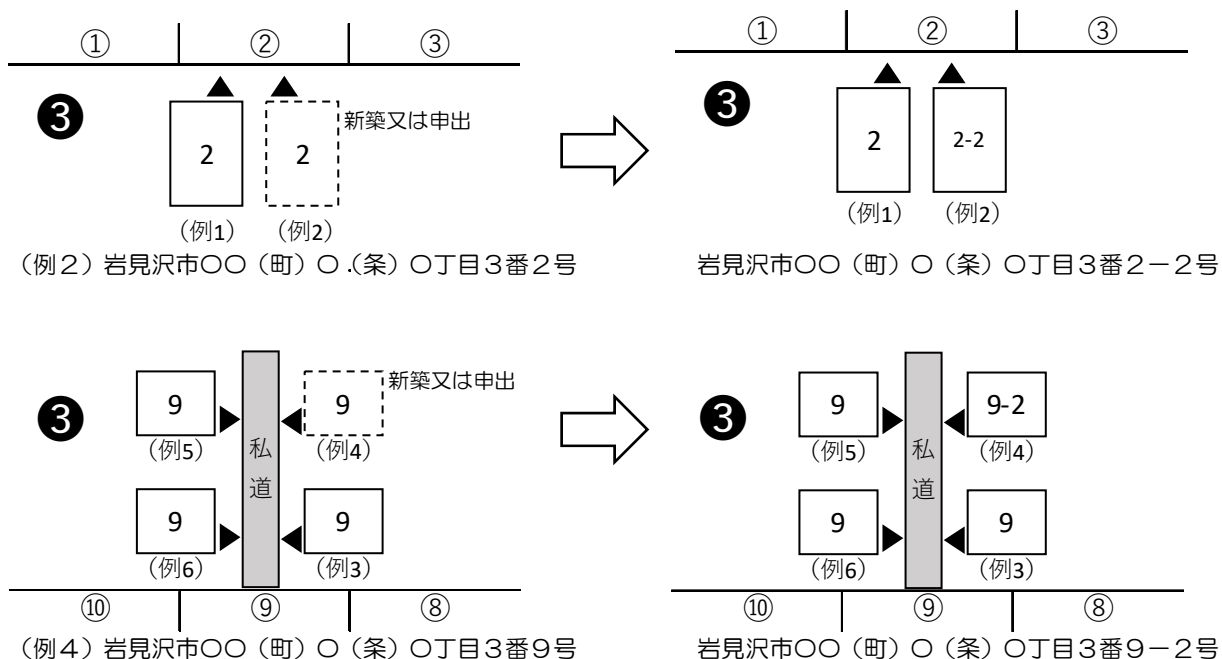 ① ② ③
❸
新築又は申出
2 2
(例1) (例2)
(例2)岩見沢市〇〇(町)〇.(条)〇丁目3番2号
① ② ③
❸
2 2-2
(例1) (例2)
岩見沢市〇〇(町)〇(条)〇丁目3番2-2号
❸
新築又は申出
9 9
(例5) (例4)
私道
9 9
(例6) (例3)
⑩ ⑨ ⑧
(例4)岩見沢市〇〇(町)〇(条)〇丁目3番9号
❸
9 9-2
(例5) (例4)
私道
9 9
(例6) (例3)
⑩ ⑨ ⑧
岩見沢市〇〇(町)〇(条)〇丁目3番9-2号